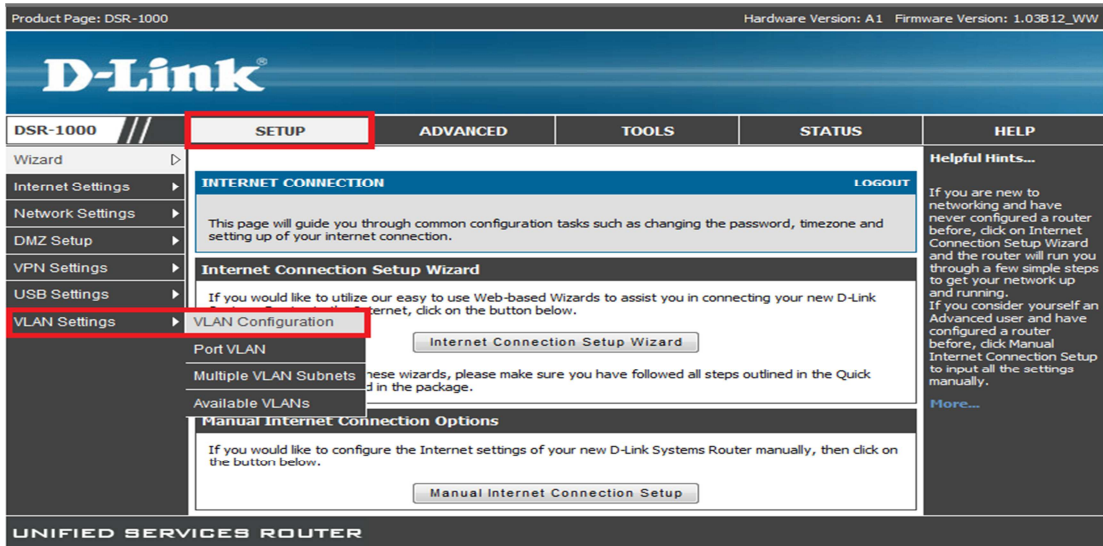 Product Page: DSR-1000
Hardware Version: A1 Firmware Version: 1.03B12_WW
D-Link®
DSR-1000
SETUP
ADVANCED
TOOLS
STATUS
HELP
Wizard
Internet Settings
Network Settings
DMZ Setup
VPN Settings
USB Settings
VLAN Settings
VLAN Configuration
Port VLAN
Multiple VLAN Subnets
Available VLANs
INTERNET CONNECTION
LOGOUT
This page will guide you through common configuration tasks such as changing the password, timezone and
setting up of your internet connection.
Internet Connection Setup Wizard
If you would like to utilize our easy to use Web-based Wizards to assist you in connecting your new D-Link
ernet, click on the button below.
Internet Connection Setup Wizard
hese wizards, please make sure you have followed all steps outlined in the Quick
d in the package.
Manual Internet Connection Options
If you would like to configure the Internet settings of your new D-Link Systems Router manually, then click on
the button below.
Manual Internet Connection Setup
Helpful Hints...
If you are new to
networking and have
never configured a router
before, click on Internet
Connection Setup Wizard
and the router will run you
through a few simple steps
to get your network up
and running.
If you consider yourself an
Advanced user and have
configured a router
before, click Manual
Internet Connection Setup
to input all the settings
manually.
More...
UNIFIED SERVICES ROUTER